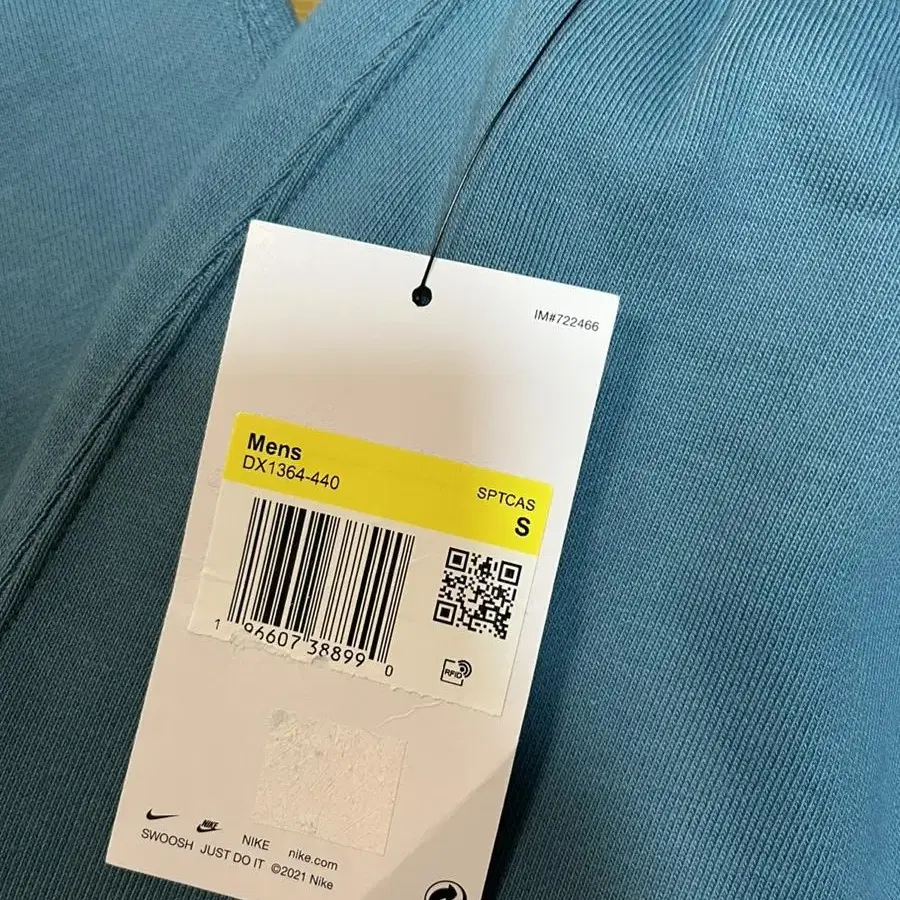 IM#722466
Mens
DX1364-440
SPTCAS
S
1 96607 38899 0
RFID
NIKE
SWOOSH JUST DO IT NIKE nike.com
©2021 Nike